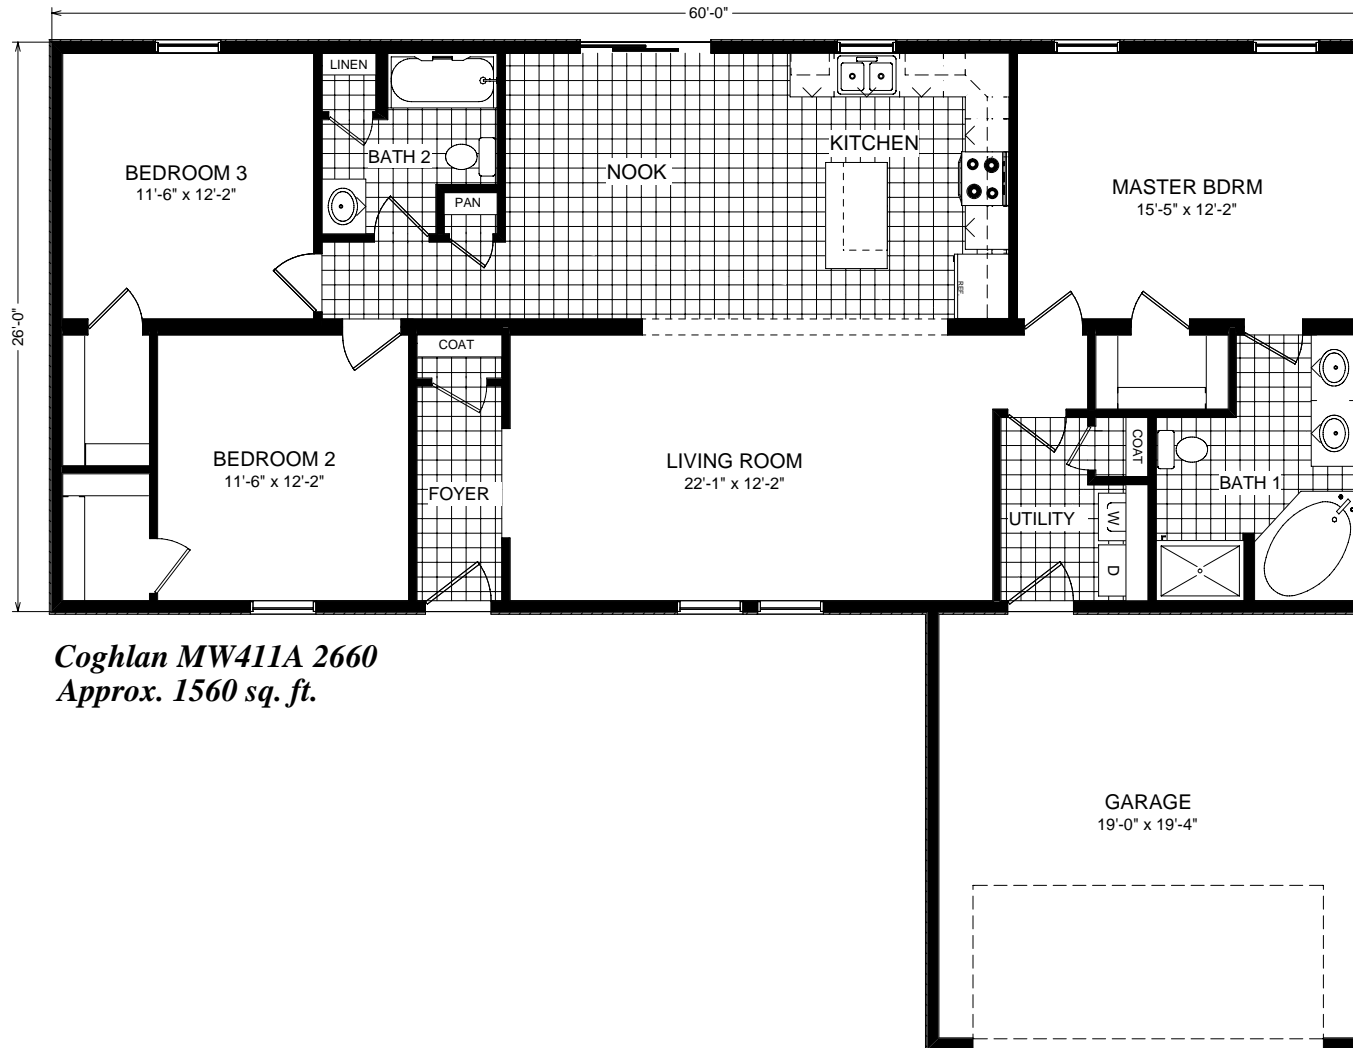 60'-0"
26'-0"
LINEN
BATH 2
PAN
BEDROOM 3
11'-6" x 12'-2"
NOOK
KITCHEN
REF
MASTER BDRM
15'-5" x 12'-2"
COAT
BEDROOM 2
11'-6" x 12'-2"
FOYER
LIVING ROOM
22'-1" x 12'-2"
UTILITY
COAT
W
D
BATH 1
Coghlan MW411A 2660
Approx. 1560 sq. ft.
GARAGE
19'-0" x 19'-4"